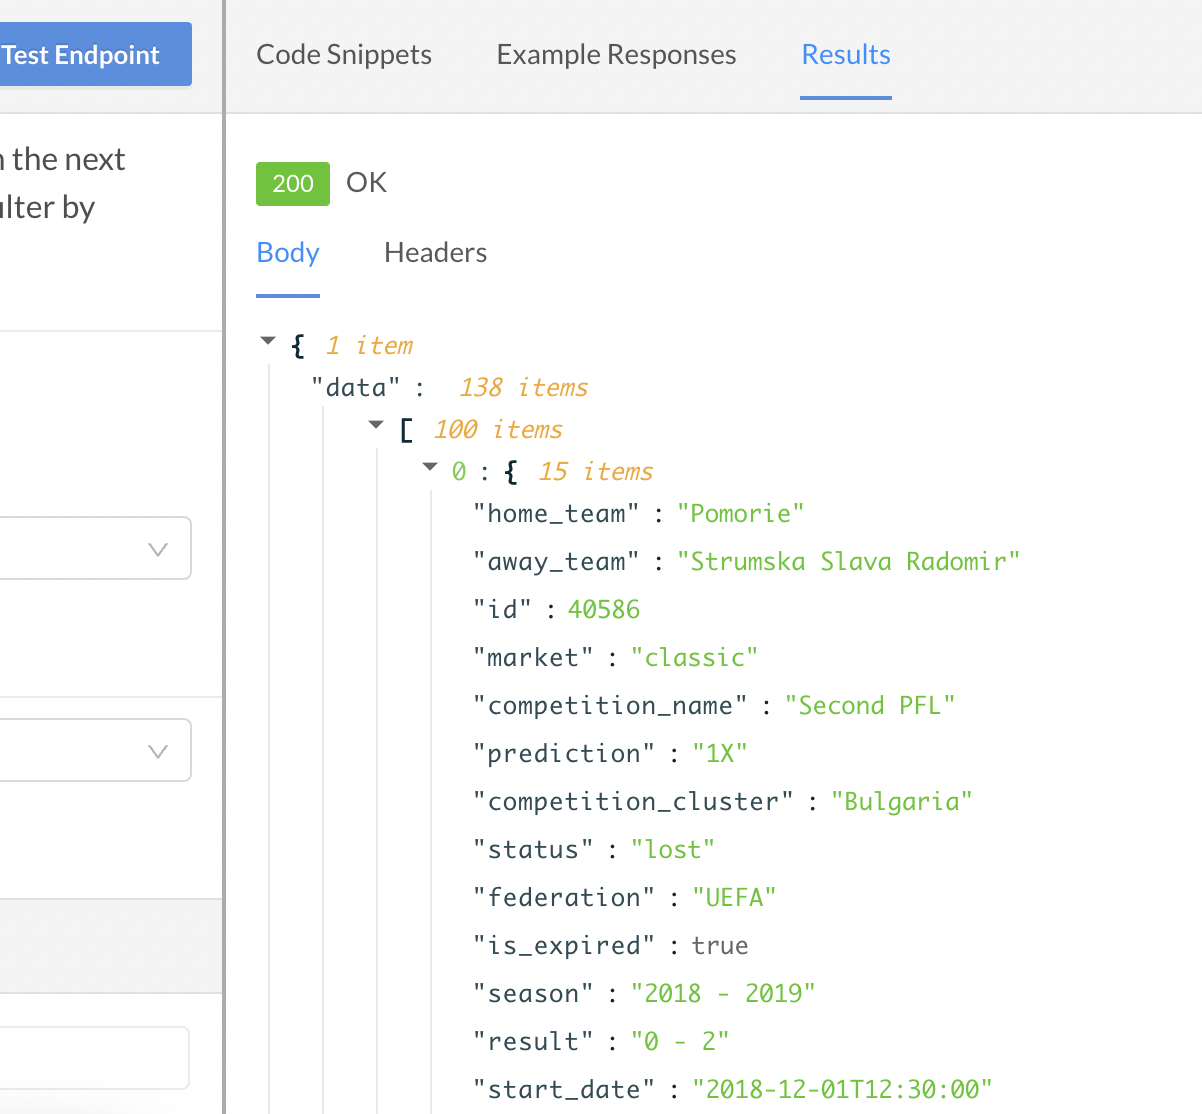 Test Endpoint
Code Snippets
Example Responses
Results
the next
by
200 OK
Body
Headers
{ 1 item
"data" : 138 items
[ 100 items
0 : { 15 items
"home_team" : "Pomorie"
"away_team" : "Strumska Slava Radomir"
"id" : 40586
"market" : "classic"
"competition_name" : "Second PFL"
"prediction" : "1X"
"competition_cluster" : "Bulgaria"
"status" : "lost"
"federation" : "UEFA"
"is_expired" : true
"season" : "2018 - 2019"
"result" : "0 - 2"
"start_date" : "2018-12-01T12:30:00"